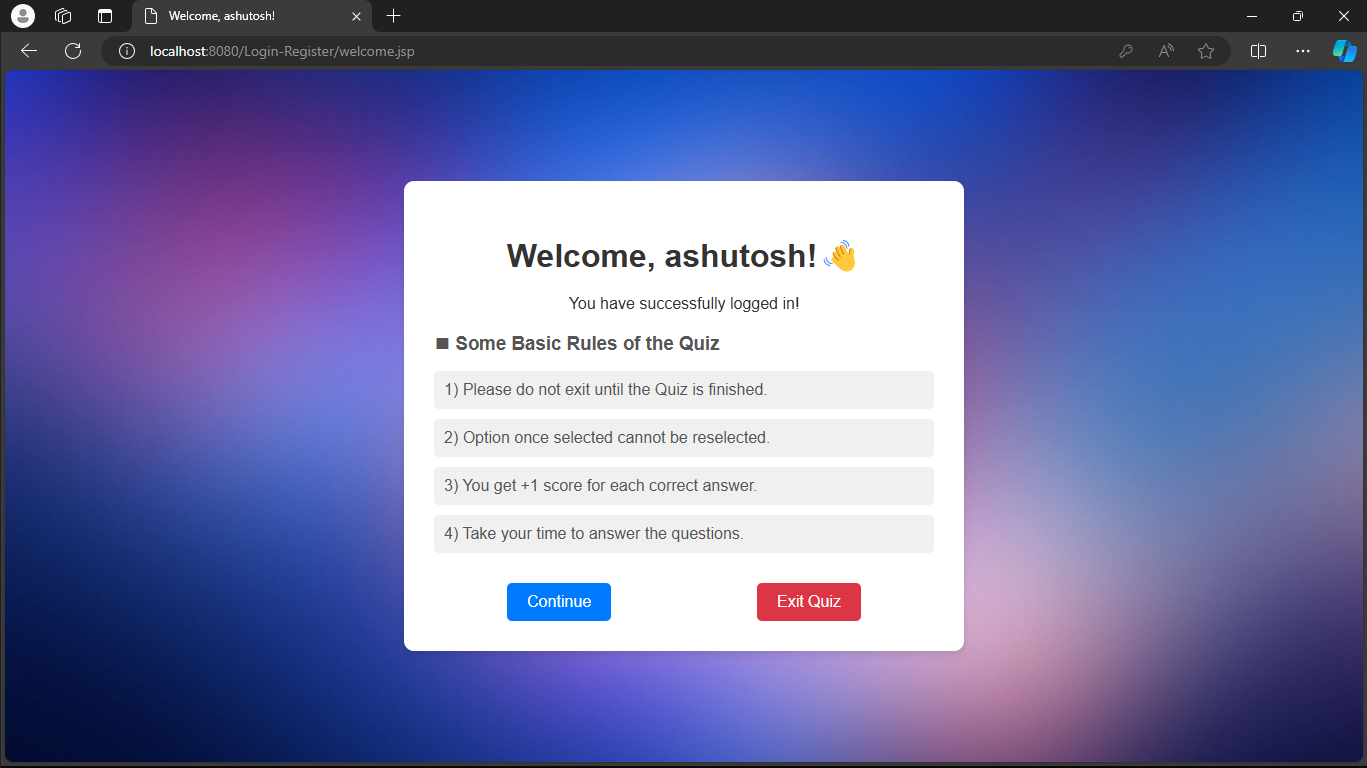 Welcome, ashutosh!
localhost:8080/Login-Register/welcome.jsp
Welcome, ashutosh! 👋
You have successfully logged in!
■ Some Basic Rules of the Quiz
1) Please do not exit until the Quiz is finished.
2) Option once selected cannot be reselected.
3) You get +1 score for each correct answer.
4) Take your time to answer the questions.
Continue Exit Quiz